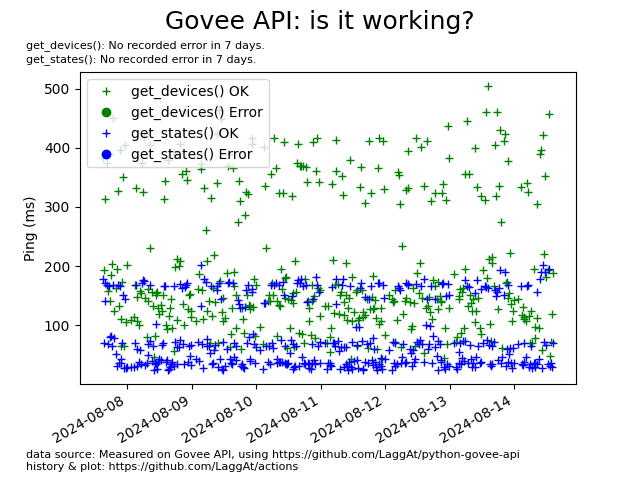 Govee API: is it working?
get_devices(): No recorded error in 7 days.
get_states(): No recorded error in 7 days.
get_devices() OK
get_devices() Error
get_states() OK
get_states() Error
Ping (ms)
500
400
300
200
100
2024-08-08
2024-08-09
2024-08-10
2024-08-11
2024-08-12
2024-08-13
2024-08-14
data source: Measured on Govee API, using https://github.com/LaggAt/python-govee-api
history & plot: https://github.com/LaggAt/actions